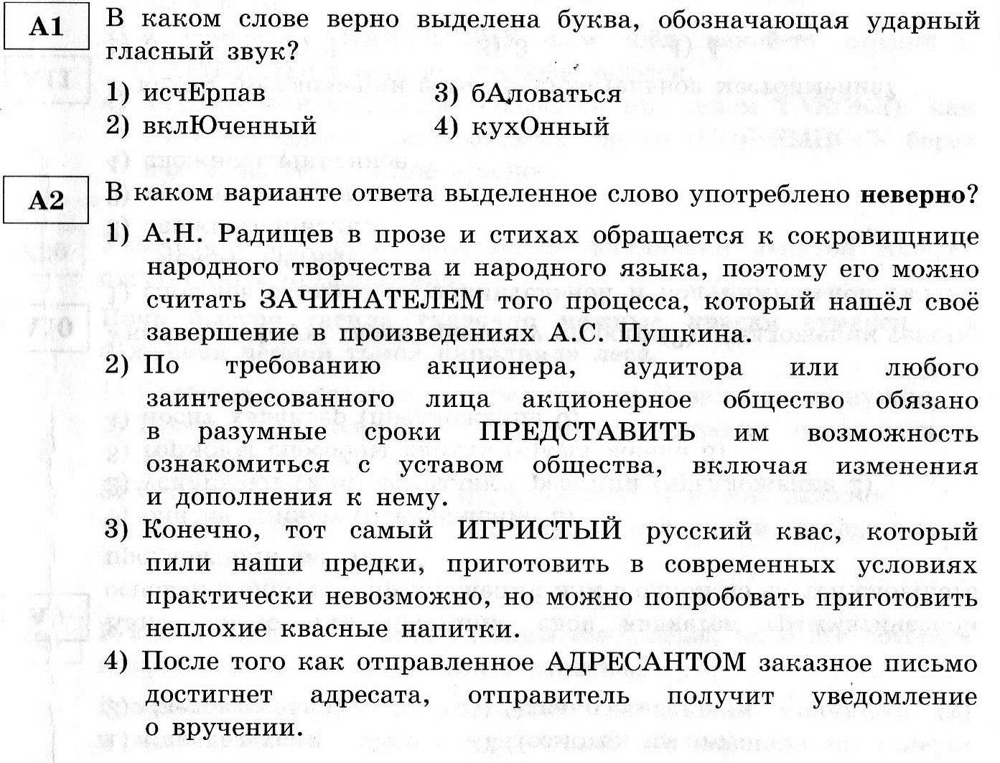 А1 В каком слове верно выделена буква, обозначающая ударный
гласный звук?
1) исчЕрпав 3) бАловаться
2) вклЮченный 4) кухОнный
А2 В каком варианте ответа выделенное слово употреблено неверно?
1) А.Н. Радищев в прозе и стихах обращается к сокровищнице
народного творчества и народного языка, поэтому его можно
считать ЗАЧИНАТЕЛЕМ того процесса, который нашёл своё
завершение в произведениях А.С. Пушкина.
2) По требованию акционера, аудитора или любого
заинтересованного лица акционерное общество обязано
в разумные сроки ПРЕДСТАВИТЬ им возможность
ознакомиться с уставом общества, включая изменения
и дополнения к нему.
3) Конечно, тот самый ИГРИСТЫЙ русский квас, который
пили наши предки, приготовить в современных условиях
практически невозможно, но можно попробовать приготовить
неплохие квасные напитки.
4) После того как отправленное АДРЕСАНТОМ заказное письмо
достигнет адресата, отправитель получит уведомление
о вручении.